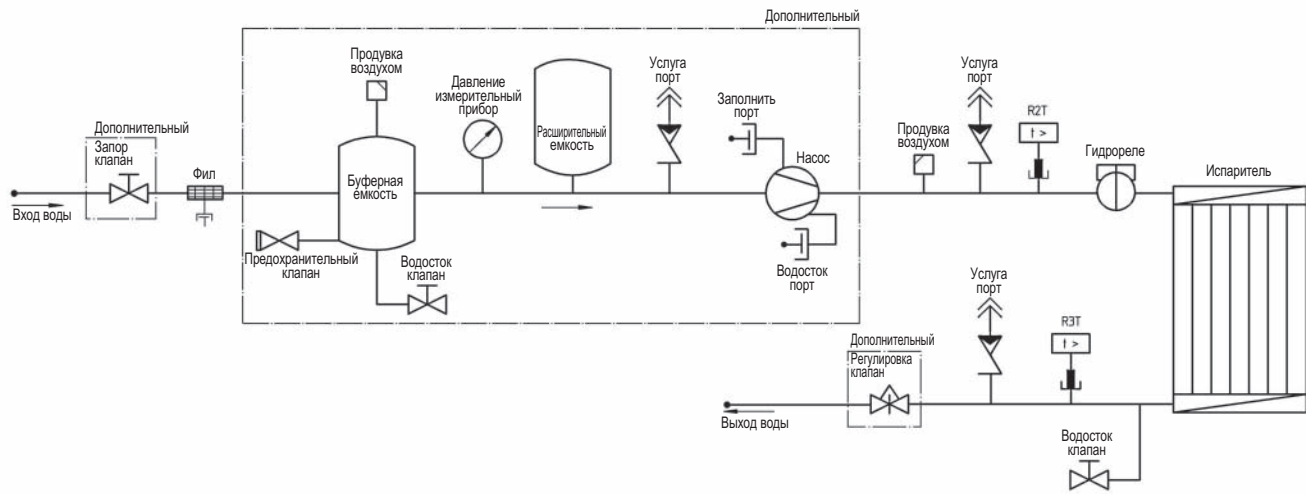 Дополнительный
Продувка
воздухом
Давление
измерительный
прибор
Расширительный
емкость
Услуга
порт
Заполнить
порт
Насос
Водосток
порт
Буферная
емкость
Предохранительный
клапан
Водосток
клапан
Дополнительный
Запор
клапан
Фил
Вход воды
Продувка
воздухом
Услуга
порт
R2T
t >
Гидрореле
Испаритель
Услуга
порт
R3T
t >
Дополнительный
Регулировка
клапан
Выход воды
Водосток
клапан